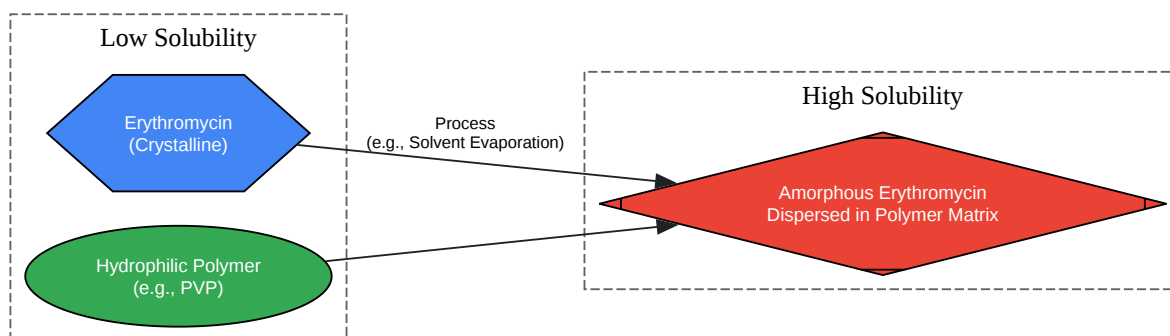 Low Solubility
Erythromycin
(Crystalline)
Hydrophilic Polymer
(e.g., PVP)
Process
(e.g., Solvent Evaporation)
High Solubility
Amorphous Erythromycin
Dispersed in Polymer Matrix